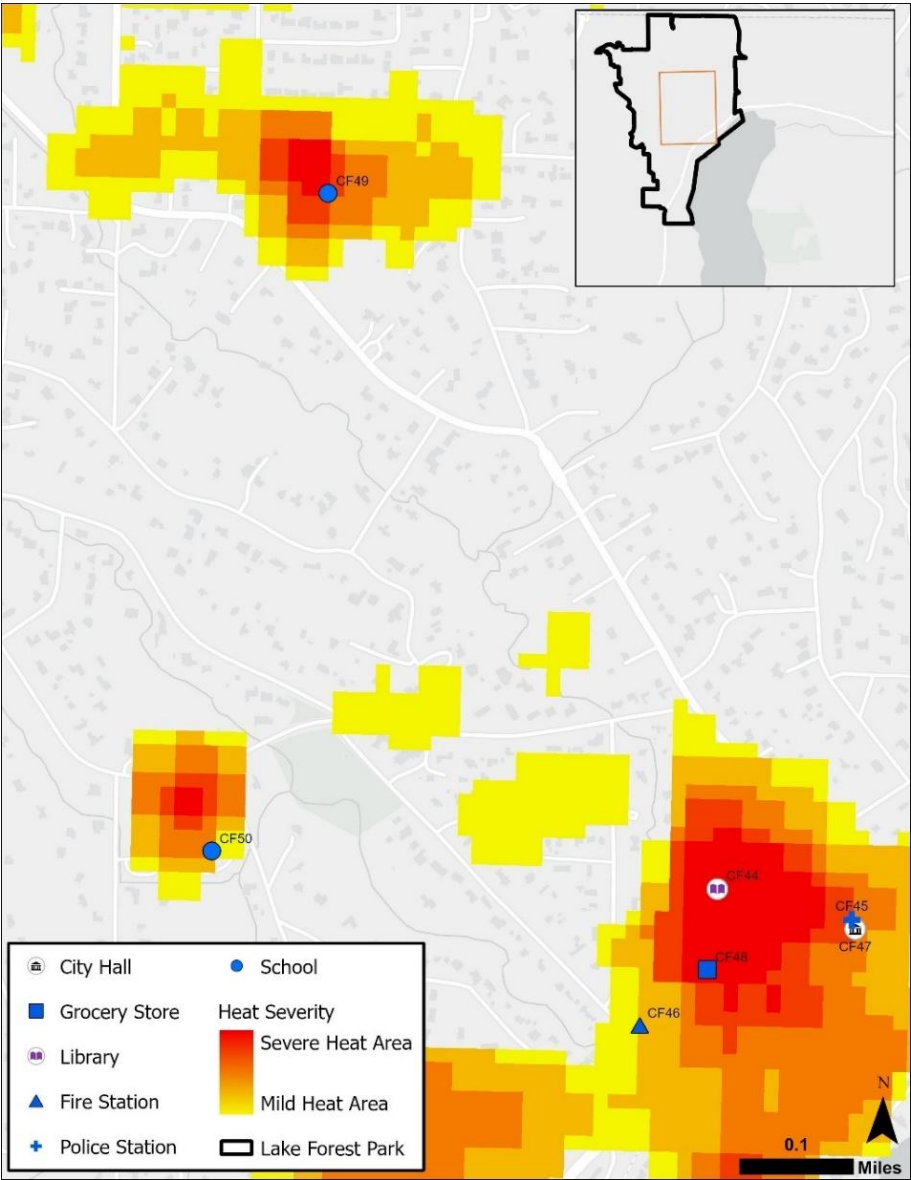 CF49
CF50
CF44
CF45
CF47
CF48
CF46
City Hall
School
Grocery Store
Heat Severity
Severe Heat Area
Library
Fire Station
Mild Heat Area
Police Station
Lake Forest Park
N
0.1
Miles